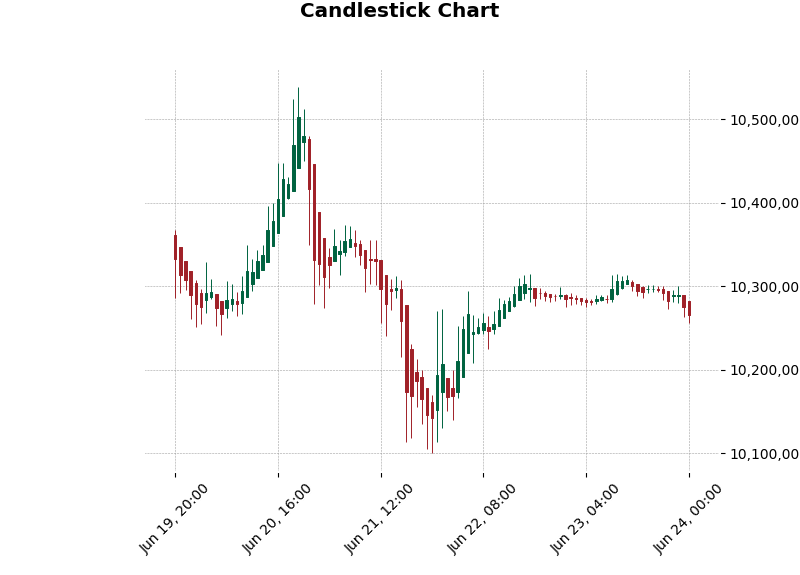 Candlestick Chart
10,500,00
10,400,00
10,300,00
10,200,00
10,100,00
Jun 19, 20:00
Jun 20, 16:00
Jun 21, 12:00
Jun 22, 08:00
Jun 23, 04:00
Jun 24, 00:00